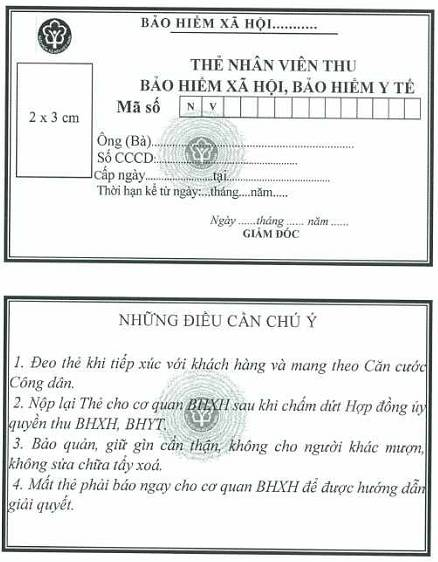 BẢO HIỂM XÃ HỘI...........
THẺ NHÂN VIÊN THU
BẢO HIỂM XÃ HỘI, BẢO HIỂM Y TẾ
2 x 3 cm
Mã số N V
Ông (Bà)..................................................
Số CCCD:....................................
Cấp ngày.................tại.......................
Thời hạn kể từ ngày:...tháng....năm.....
Ngày ......tháng ...... năm ......
GIÁM ĐỐC
NHỮNG ĐIỀU CẦN CHÚ Ý
1. Đeo thẻ khi tiếp xúc với khách hàng và mang theo Căn cước
Công dân.
2. Nộp lại Thẻ cho cơ quan BHXH sau khi chấm dứt Hợp đồng ủy
quyền thu BHXH, BHYT.
3. Bảo quản, giữ gìn cẩn thận, không cho người khác mượn,
không sửa chữa tẩy xoá.
4. Mất thẻ phải báo ngay cho cơ quan BHXH để được hướng dẫn
giải quyết.